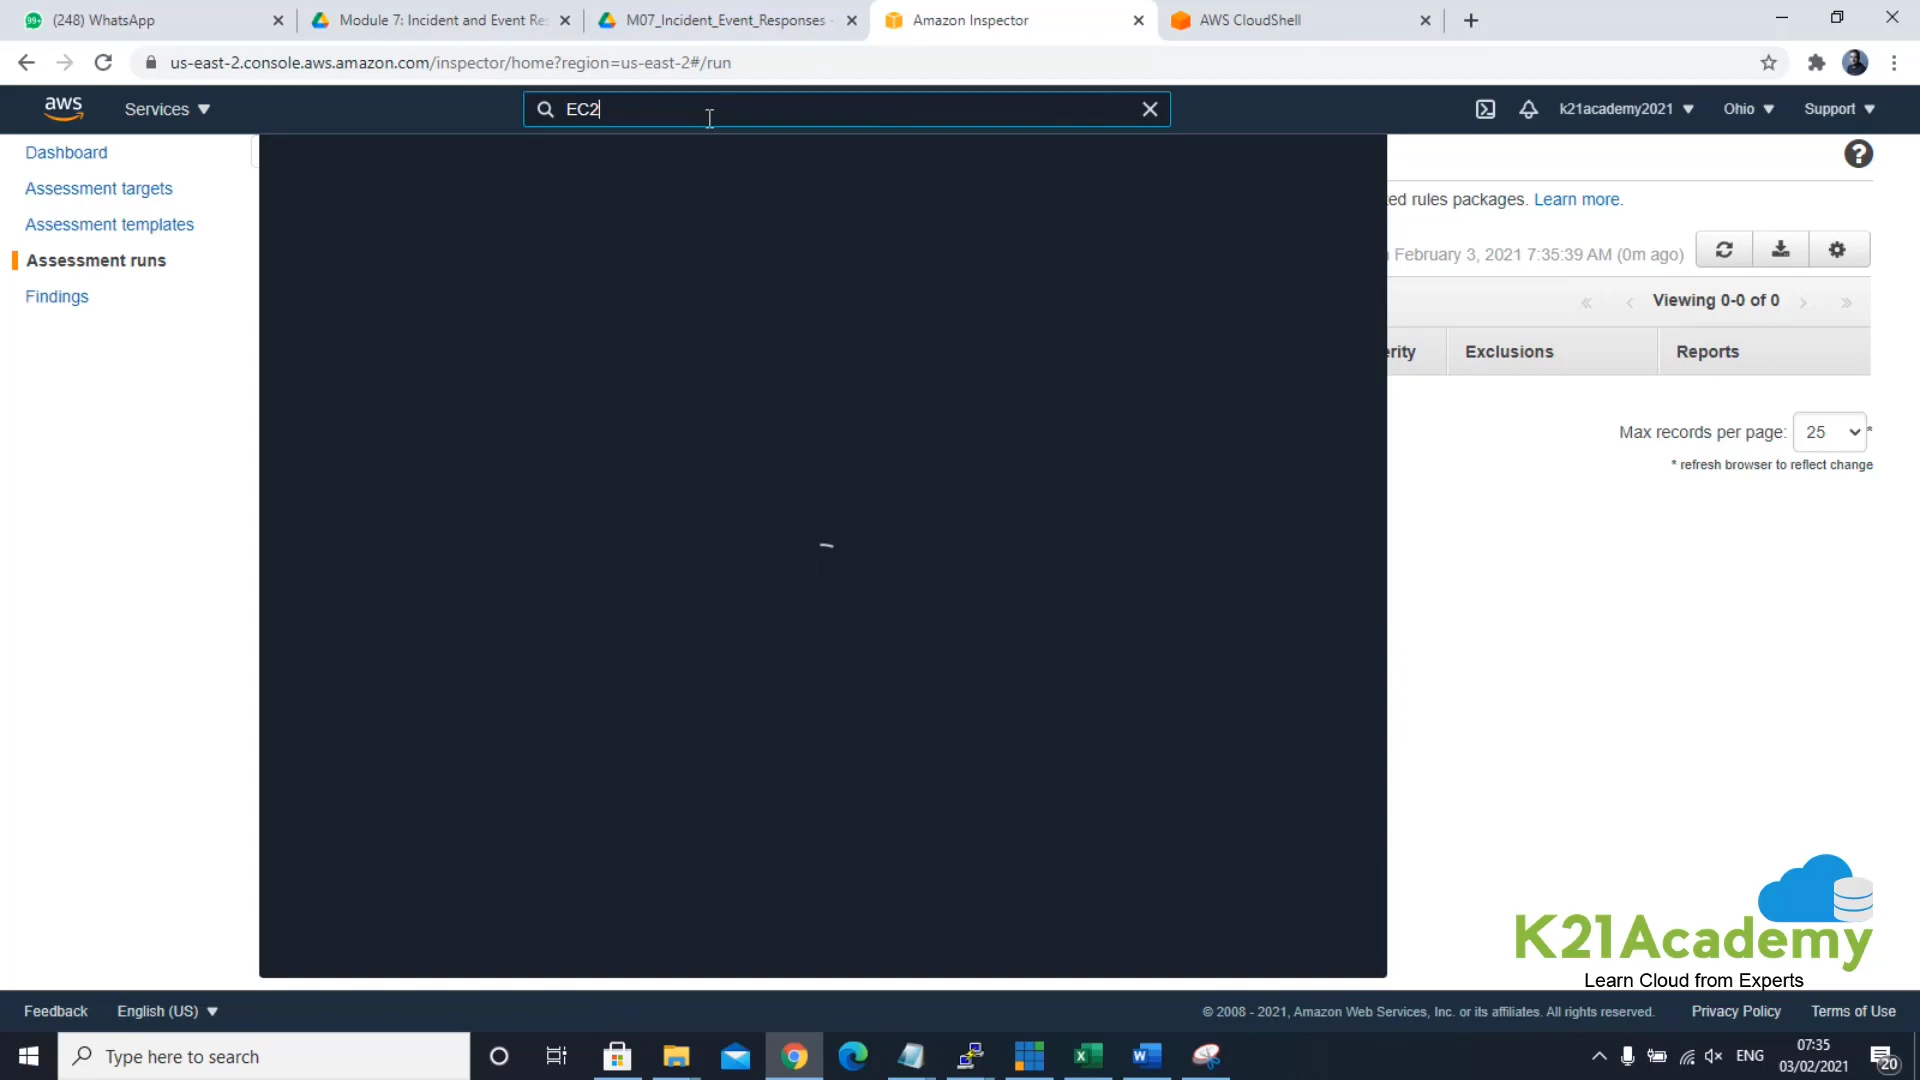 (248) WhatsApp
Module 7: Incident and Event Re
M07_Incident_Event_Responses -
Amazon Inspector
AWS CloudShell
us-east-2.console.aws.amazon.com/inspector/home?region=us-east-2#/run
aws
Services
EC2
k21academy2021
Ohio
Support
Dashboard
Assessment targets
Assessment templates
Assessment runs
Findings
ed rules packages. Learn more.
February 3, 2021 7:35:39 AM (0m ago)
Viewing 0-0 of 0
erity
Exclusions
Reports
Max records per page: 25 *
* refresh browser to reflect change
K21Academy
Learn Cloud from Experts
Feedback
English (US)
© 2008 - 2021, Amazon Web Services, Inc. or its affiliates. All rights reserved.
Privacy Policy
Terms of Use
Type here to search
ENG
07:35
03/02/2021
20